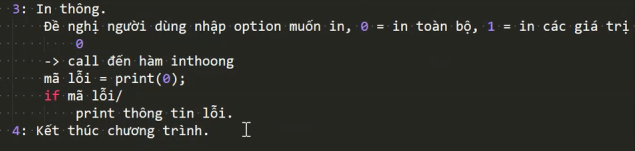 3: In thông.
Đề nghị người dùng nhập option muốn in, 0 = in toàn bộ, 1 = in các giá trị
0
-> call đến hàm inthoong
mã lỗi = print(0);
if mã lỗi/
print thông tin lỗi.
4: Kết thúc chương trình.